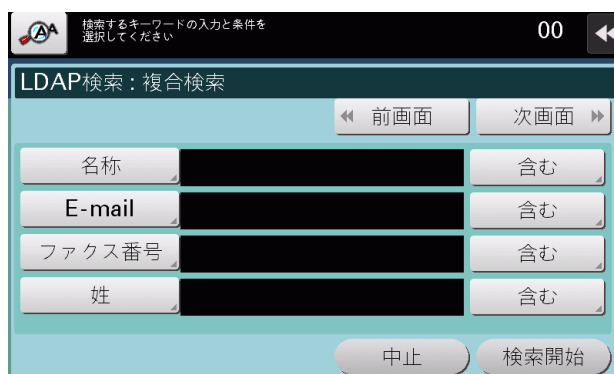 検索するキーワードの入力と条件を
選択してください
00
LDAP検索 : 複合検索
前画面
次画面
名称
含む
E-mail
含む
ファクス番号
含む
姓
含む
中止
検索開始